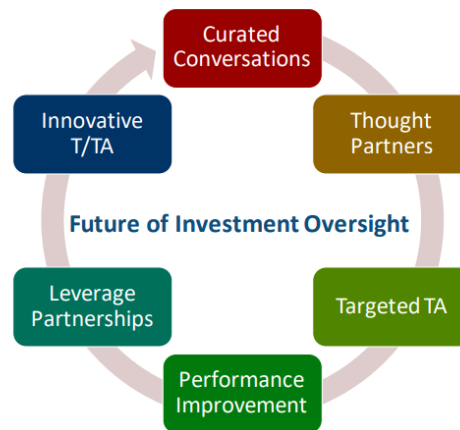 Curated
Conversations
Innovative
T/TA
Thought
Partners
Future of Investment Oversight
Leverage
Partnerships
Targeted TA
Performance
Improvement